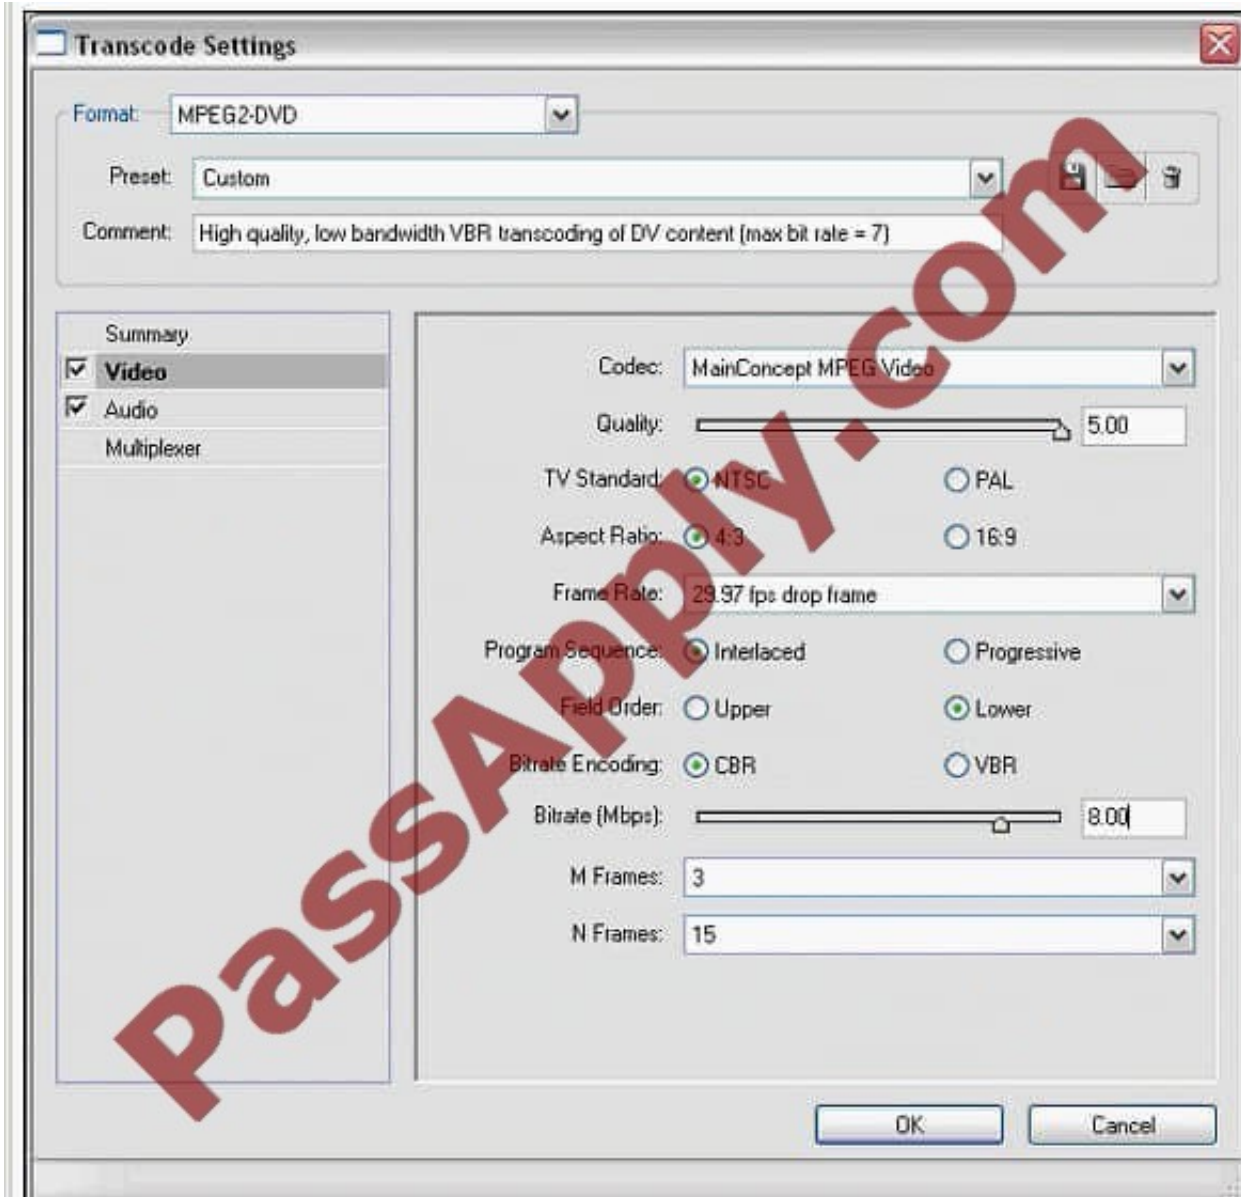 Transcode Settings
Format: MPEG2-DVD
Preset: Custom
Comment: High quality, low bandwidth VBR transcoding of DV content (max bit rate = 7)
Summary
Video
Audio
Multiplexer
Codec: MainConcept MPEG Video
Quality: 5.00
TV Standard: NTSC PAL
Aspect Ratio: 4:3 16:9
Frame Rate: 29.97 fps drop frame
Program Sequence: Interlaced Progressive
Field Order: Upper Lower
Bitrate Encoding: CBR VBR
Bitrate (Mbps): 8.00
M Frames: 3
N Frames: 15
OK Cancel
PassApply.com